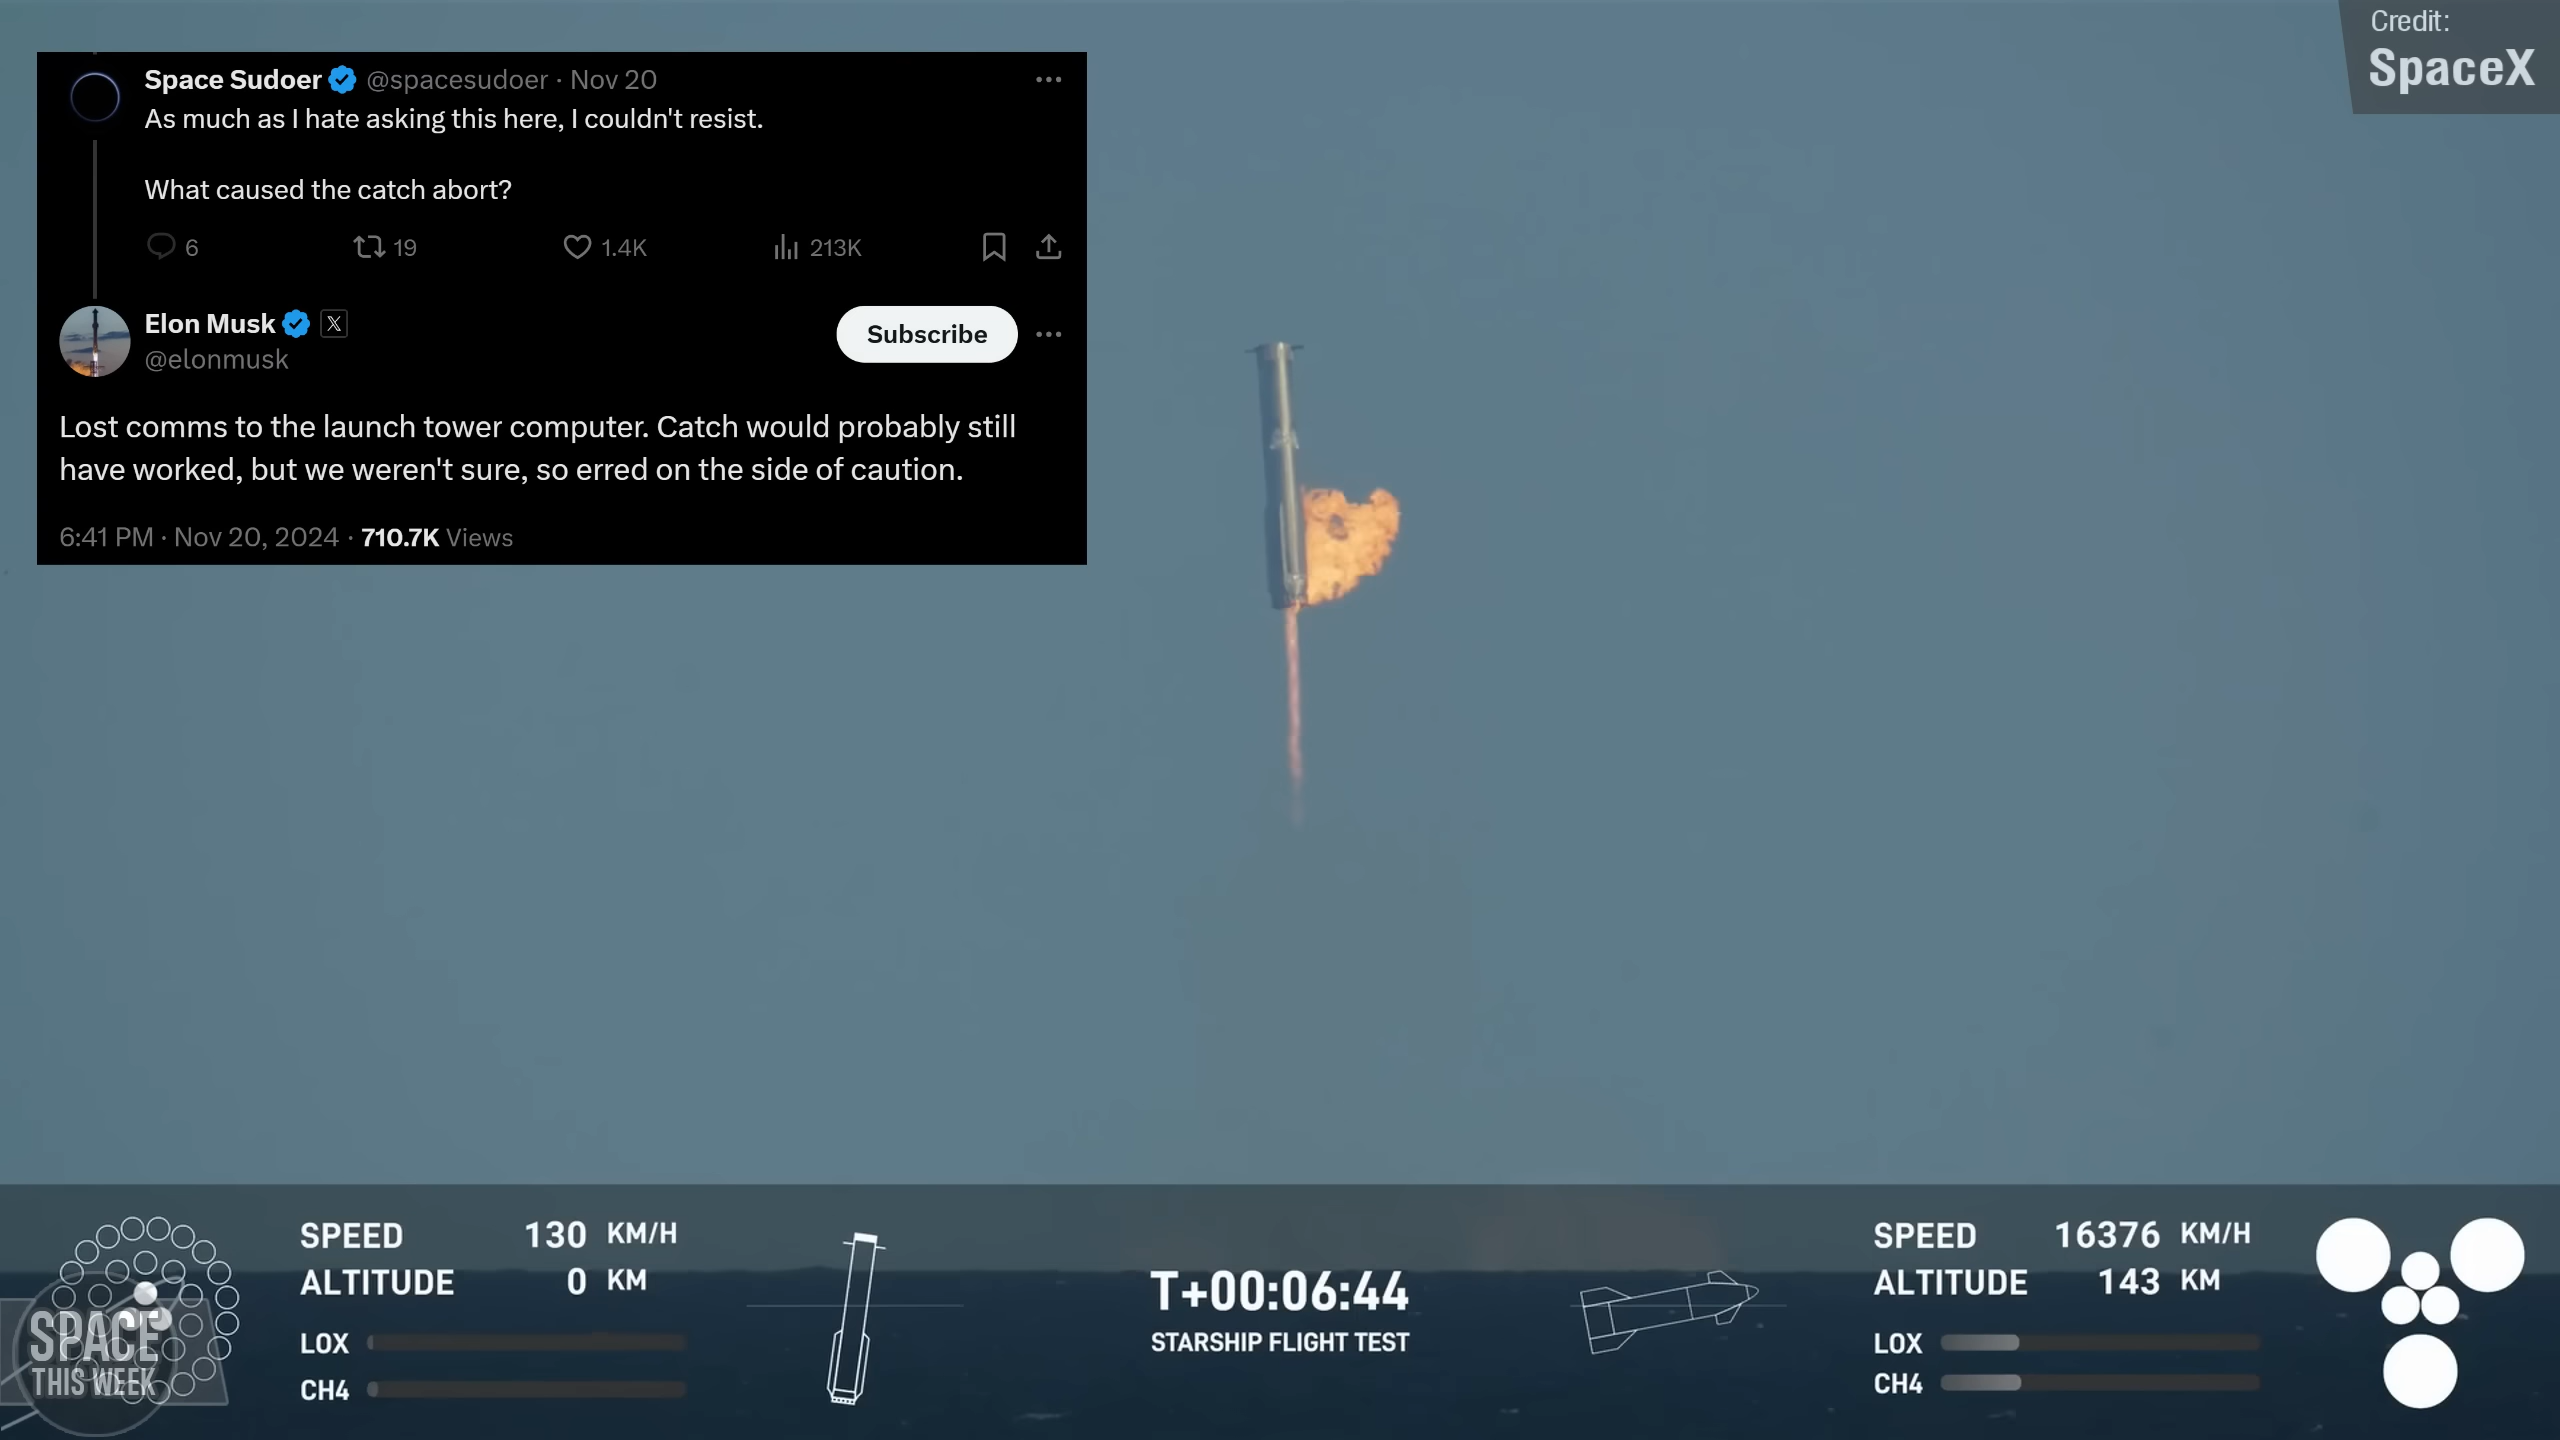 Credit:
SpaceX
Space Sudoer @spacesudoer · Nov 20
As much as I hate asking this here, I couldn't resist.
What caused the catch abort?
6 19 1.4K 213K
Elon Musk
@elonmusk
Subscribe
Lost comms to the launch tower computer. Catch would probably still
have worked, but we weren't sure, so erred on the side of caution.
6:41 PM · Nov 20, 2024 · 710.7K Views
SPEED 130 KM/H
ALTITUDE 0 KM
LOX
CH4
T+00:06:44
STARSHIP FLIGHT TEST
SPEED 16376 KM/H
ALTITUDE 143 KM
LOX
CH4
SPACE
THIS WEEK